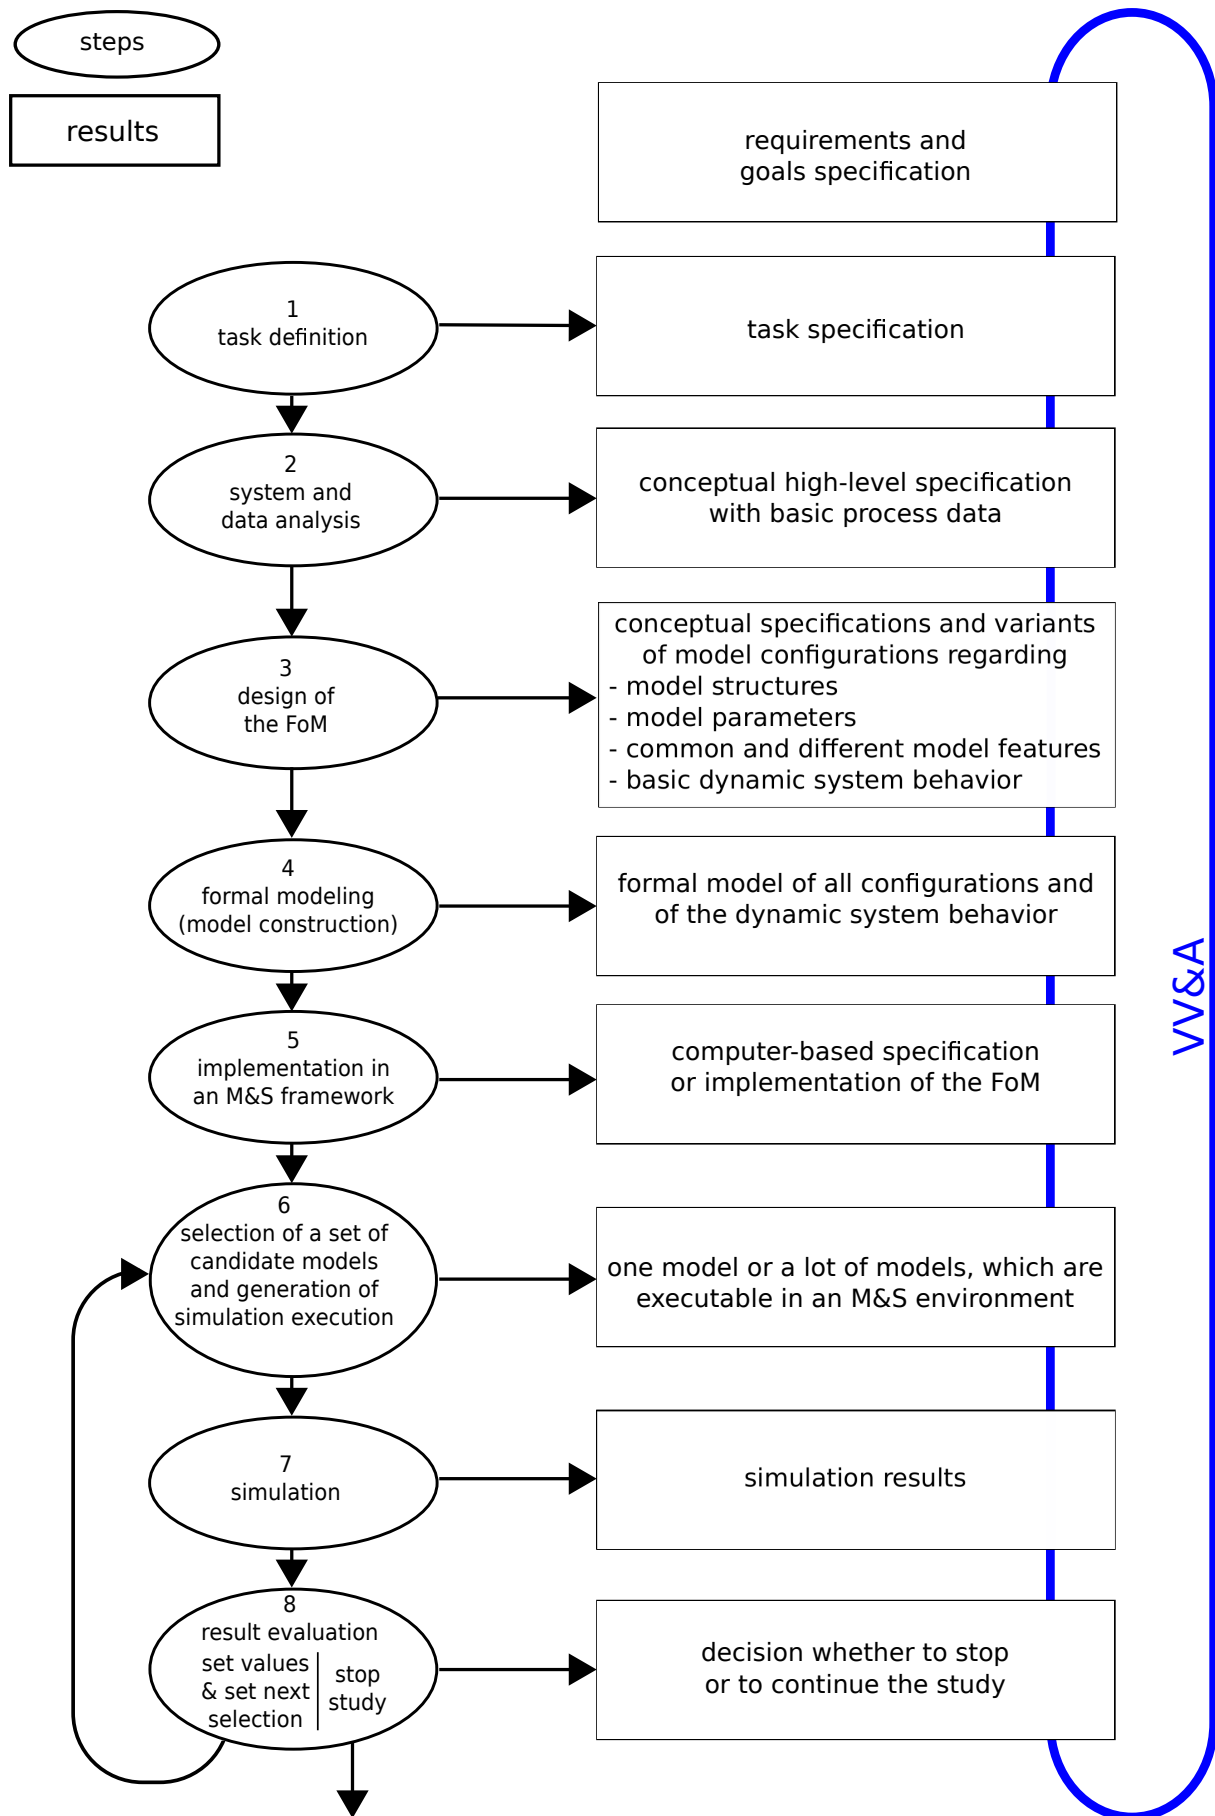 steps
results
requirements and
goals specification
1
task definition
task specification
2
system and
data analysis
conceptual high-level specification
with basic process data
3
design of
the FoM
conceptual specifications and variants
of model configurations regarding
- model structures
- model parameters
- common and different model features
- basic dynamic system behavior
4
formal modeling
(model construction)
formal model of all configurations and
of the dynamic system behavior
5
implementation in
an M&S framework
computer-based specification
or implementation of the FoM
6
selection of a set of
candidate models
and generation of
simulation execution
one model or a lot of models, which are
executable in an M&S environment
7
simulation
simulation results
8
result evaluation
set values
& set next
selection
stop
study
decision whether to stop
or to continue the study
VV&A